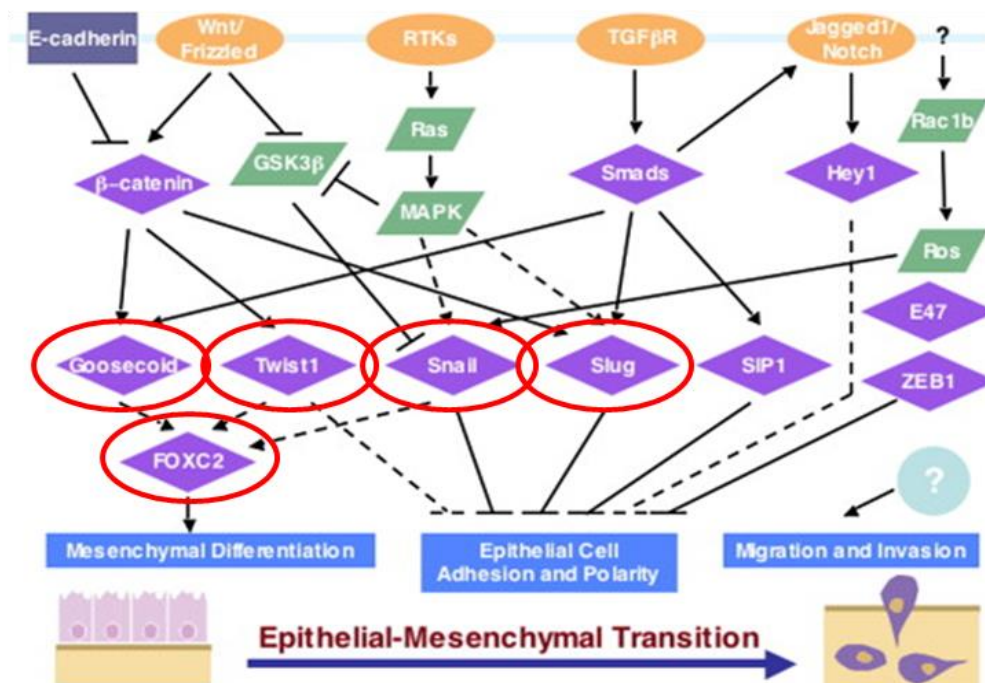 E-cadherin
Wnt/
Frizzled
RTKs
TGFβR
Jagged1/
Notch
?
Ras
Rac1b
GSK3β
β-catenin
Smads
Hey1
MAPK
Ros
E47
Goosecoid
Twist1
Snail
Slug
SIP1
ZEB1
FOXC2
?
Mesenchymal Differentiation
Epithelial Cell
Adhesion and Polarity
Migration and Invasion
Epithelial-Mesenchymal Transition